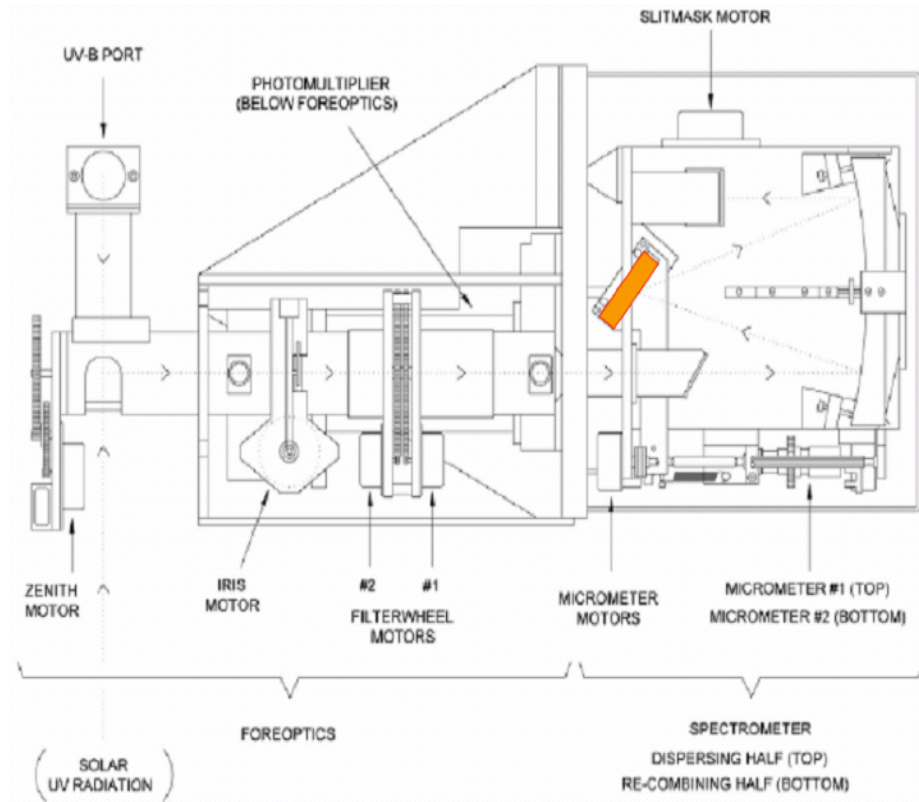 SLITMASK MOTOR
UV-B PORT
PHOTOMULTIPLIER
(BELOW FOREOPTICS)
ZENITH
MOTOR
IRIS
MOTOR
#2 #1
FILTERWHEEL
MOTORS
MICROMETER
MOTORS
MICROMETER #1 (TOP)
MICROMETER #2 (BOTTOM)
FOREOPTICS
SPECTROMETER
DISPERSING HALF (TOP)
RE-COMBINING HALF (BOTTOM)
SOLAR
UV RADIATION